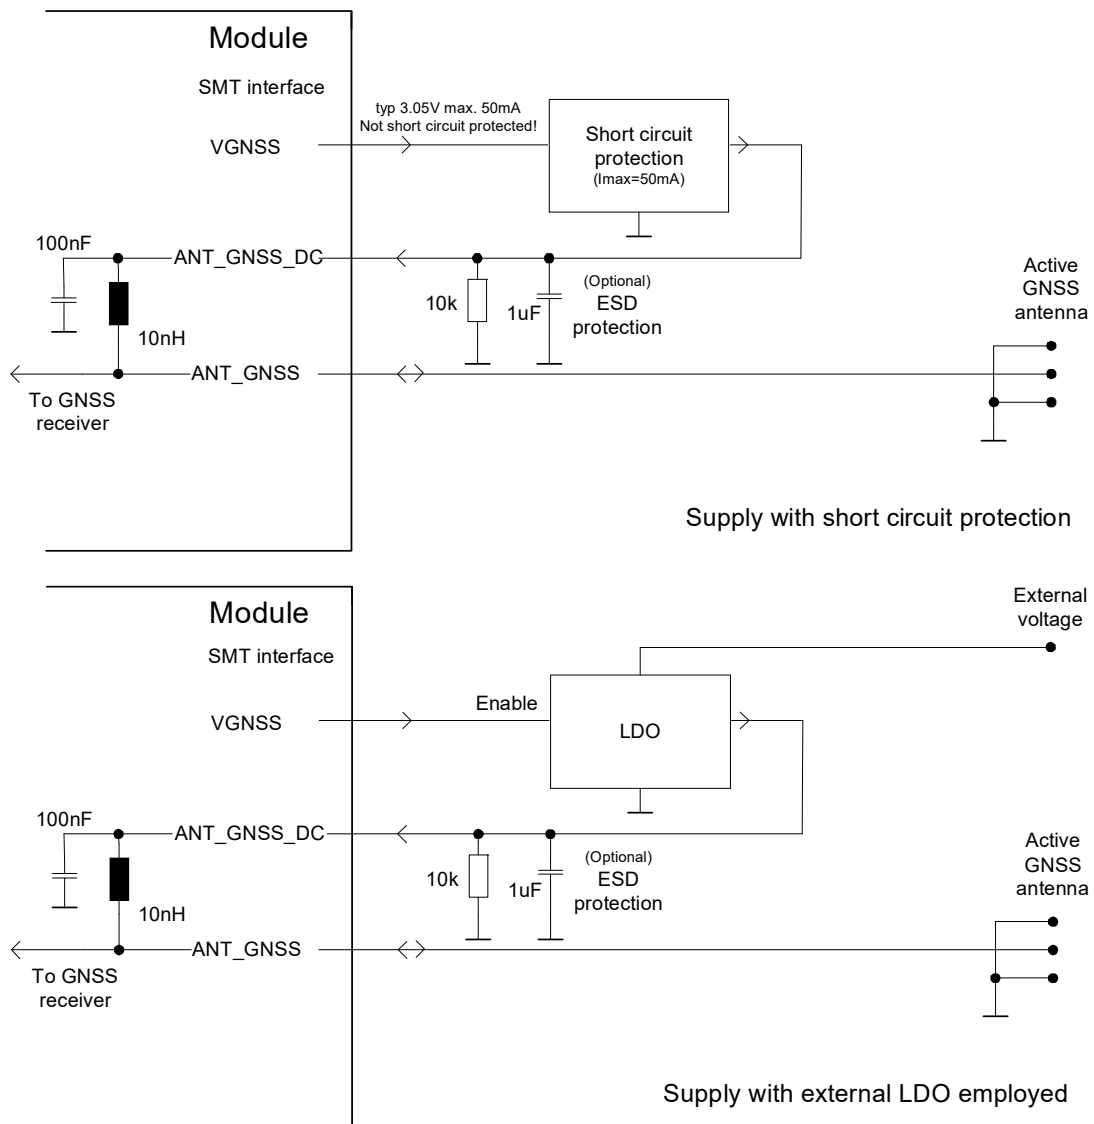 Module
SMT interface
typ 3.05V max. 50mA
Not short circuit protected!
VGNSS
Short circuit
protection
(Imax=50mA)
100nF
ANT_GNSS_DC
10nH
10k
1uF
(Optional)
ESD
protection
Active
GNSS
antenna
ANT_GNSS
To GNSS
receiver
Supply with short circuit protection
Module
SMT interface
External
voltage
VGNSS
Enable
LDO
100nF
ANT_GNSS_DC
10nH
10k
1uF
(Optional)
ESD
protection
Active
GNSS
antenna
ANT_GNSS
To GNSS
receiver
Supply with external LDO employed